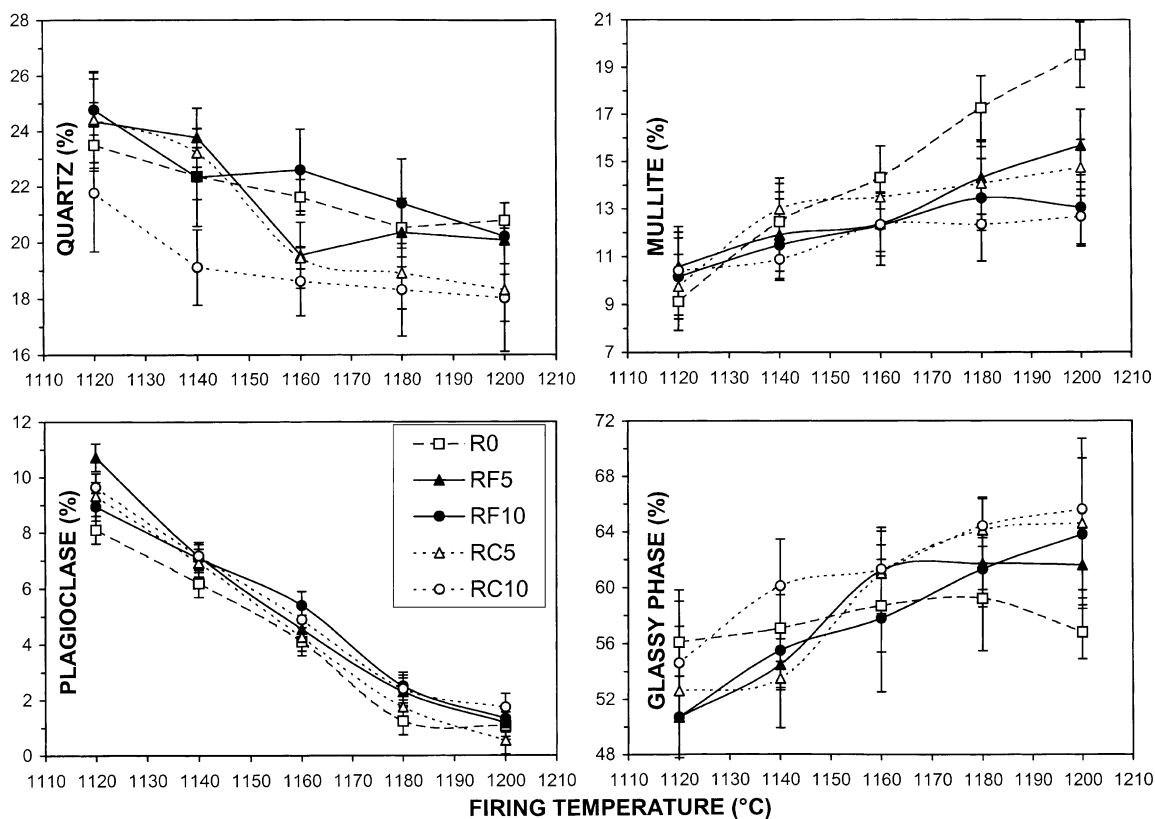 28
26
24
22
20
18
16
QUARTZ (%)
1110 1120 1130 1140 1150 1160 1170 1180 1190 1200 1210
21
19
17
15
13
11
9
7
MULLITE (%)
1110 1120 1130 1140 1150 1160 1170 1180 1190 1200 1210
12
10
8
6
4
2
0
PLAGIOCLASE (%)
R0
RF5
RF10
RC5
RC10
1110 1120 1130 1140 1150 1160 1170 1180 1190 1200 1210
72
68
64
60
56
52
48
GLASSY PHASE (%)
1110 1120 1130 1140 1150 1160 1170 1180 1190 1200 1210
FIRING TEMPERATURE (°C)